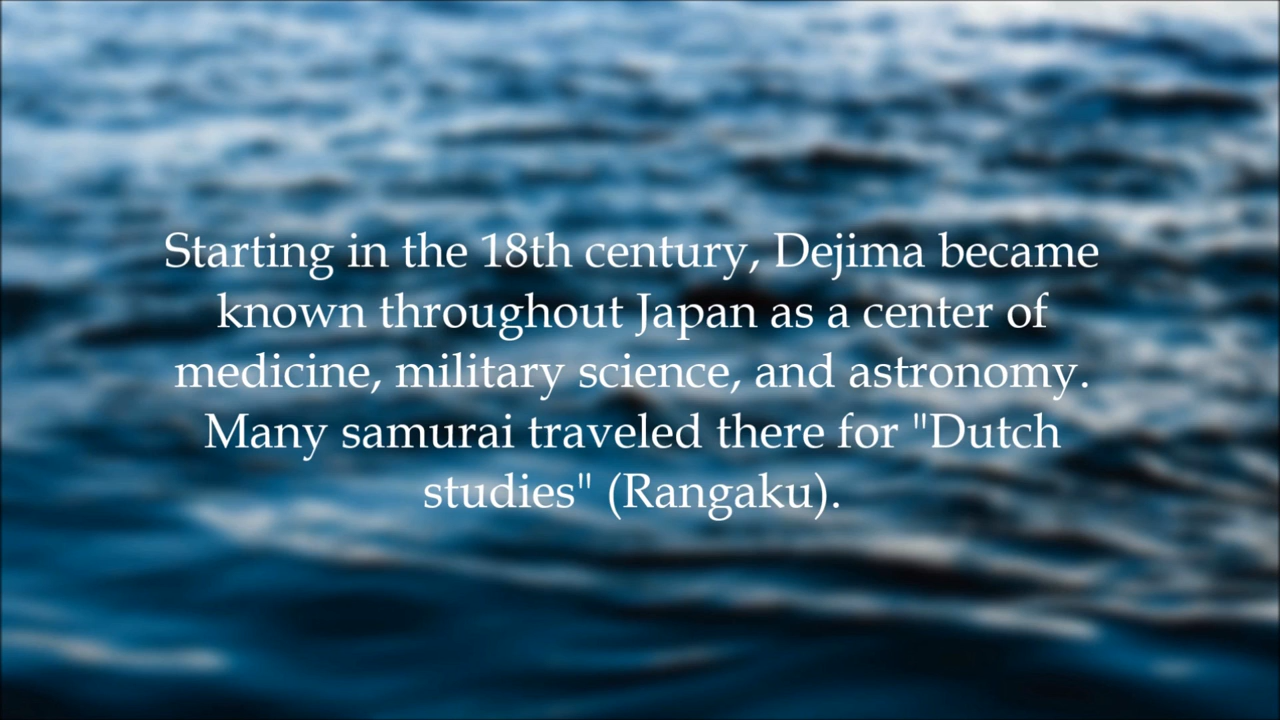 Starting in the 18th century, Dejima became
known throughout Japan as a center of
medicine, military science, and astronomy.
Many samurai traveled there for "Dutch
studies" (Rangaku).